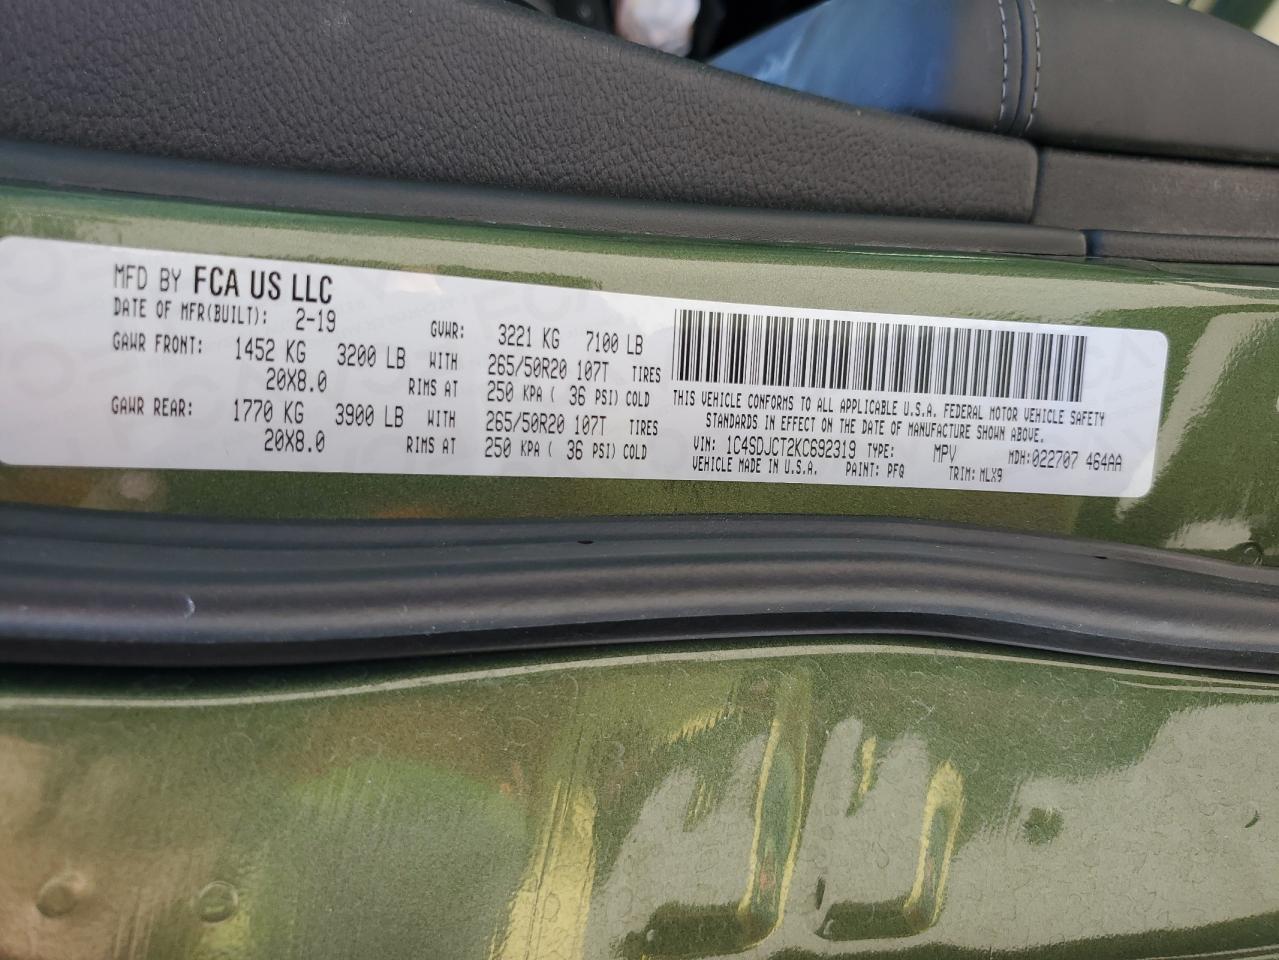 MFD BY FCA US LLC
DATE OF MFR(BUILT): 2-19 GVWR: 3221 KG 7100 LB
GAWR FRONT: 1452 KG 3200 LB WITH 265/50R20 107T TIRES
20X8.0 RIMS AT 250 KPA ( 36 PSI) COLD
GAWR REAR: 1770 KG 3900 LB WITH 265/50R20 107T TIRES
20X8.0 RIMS AT 250 KPA ( 36 PSI) COLD
THIS VEHICLE CONFORMS TO ALL APPLICABLE U.S.A. FEDERAL MOTOR VEHICLE SAFETY
STANDARDS IN EFFECT ON THE DATE OF MANUFACTURE SHOWN ABOVE.
VIN: 1C4SDJCT2KC692319 TYPE: MPV MDH:022707 464AA
VEHICLE MADE IN U.S.A. PAINT: PFQ TRIM: MLX9